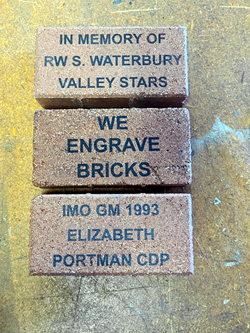 IN MEMORY OF
RW S. WATERBURY
VALLEY STARS
WE
ENGRAVE
BRICKS
IMO GM 1993
ELIZABETH
PORTMAN CDP